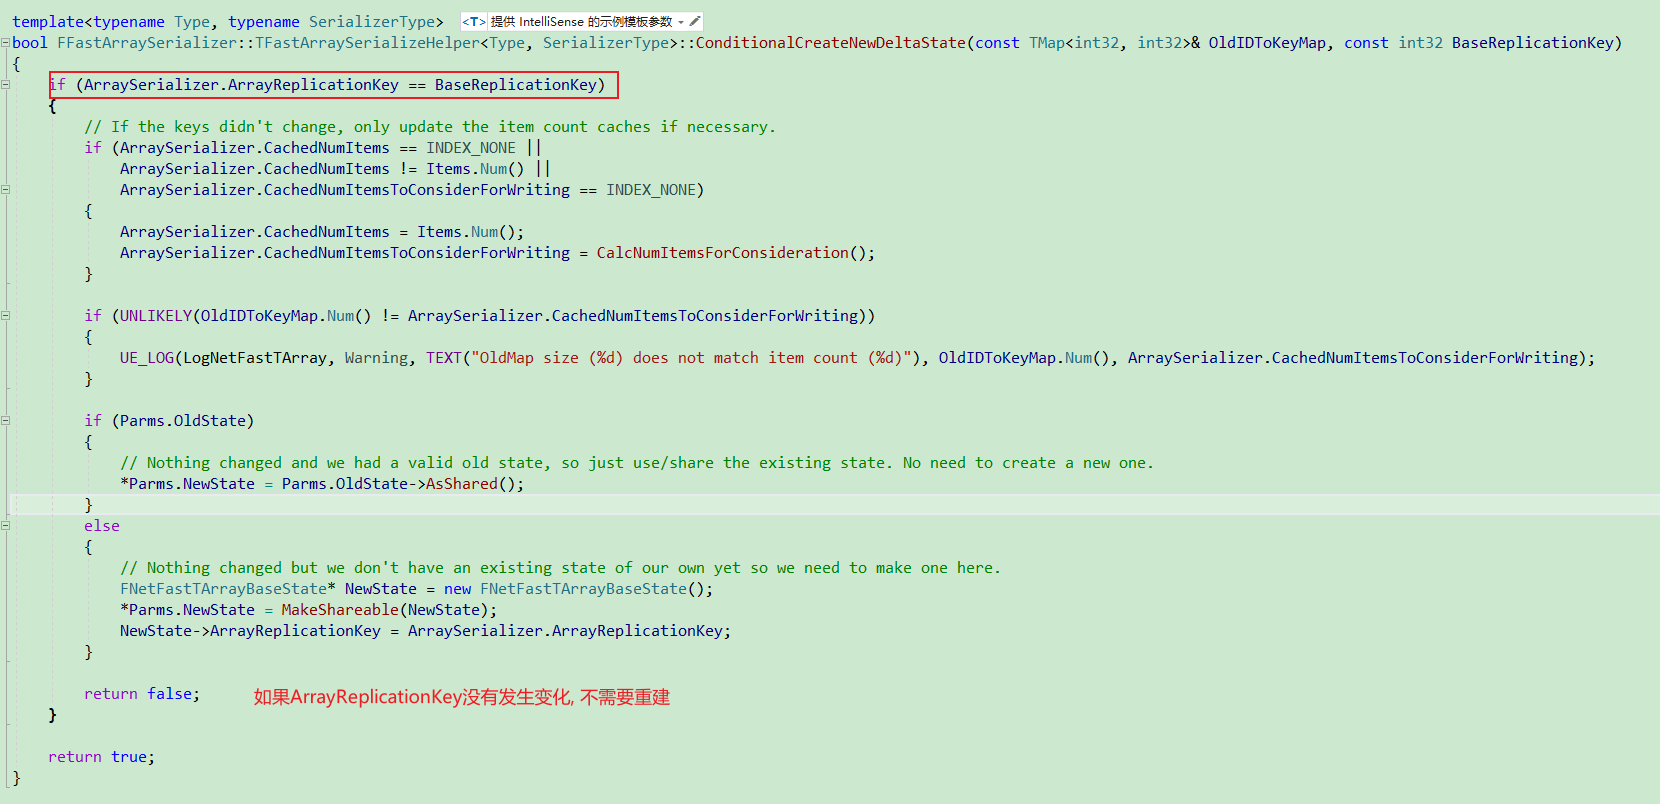 template<typename Type, typename SerializerType> <T> 提供 IntelliSense 的示例模板参数
bool FFastArraySerializer::TFastArraySerializeHelper<Type, SerializerType>::ConditionalCreateNewDeltaState(const TMap<int32, int32>& OldIDToKeyMap, const int32 BaseReplicationKey)
{
if (ArraySerializer.ArrayReplicationKey == BaseReplicationKey)
{
// If the keys didn't change, only update the item count caches if necessary.
if (ArraySerializer.CachedNumItems == INDEX_NONE ||
ArraySerializer.CachedNumItems != Items.Num() ||
ArraySerializer.CachedNumItemsToConsiderForWriting == INDEX_NONE)
{
ArraySerializer.CachedNumItems = Items.Num();
ArraySerializer.CachedNumItemsToConsiderForWriting = CalcNumItemsForConsideration();
}
if (UNLIKELY(OldIDToKeyMap.Num() != ArraySerializer.CachedNumItemsToConsiderForWriting))
{
UE_LOG(LogNetFastTArray, Warning, TEXT("OldMap size (%d) does not match item count (%d)"), OldIDToKeyMap.Num(), ArraySerializer.CachedNumItemsToConsiderForWriting);
}
if (Parms.OldState)
{
// Nothing changed and we had a valid old state, so just use/share the existing state. No need to create a new one.
*Parms.NewState = Parms.OldState->AsShared();
}
else
{
// Nothing changed but we don't have an existing state of our own yet so we need to make one here.
FNetFastTArrayBaseState* NewState = new FNetFastTArrayBaseState();
*Parms.NewState = MakeShareable(NewState);
NewState->ArrayReplicationKey = ArraySerializer.ArrayReplicationKey;
}
return false; 如果ArrayReplicationKey没有发生变化, 不需要重建
}
return true;
}